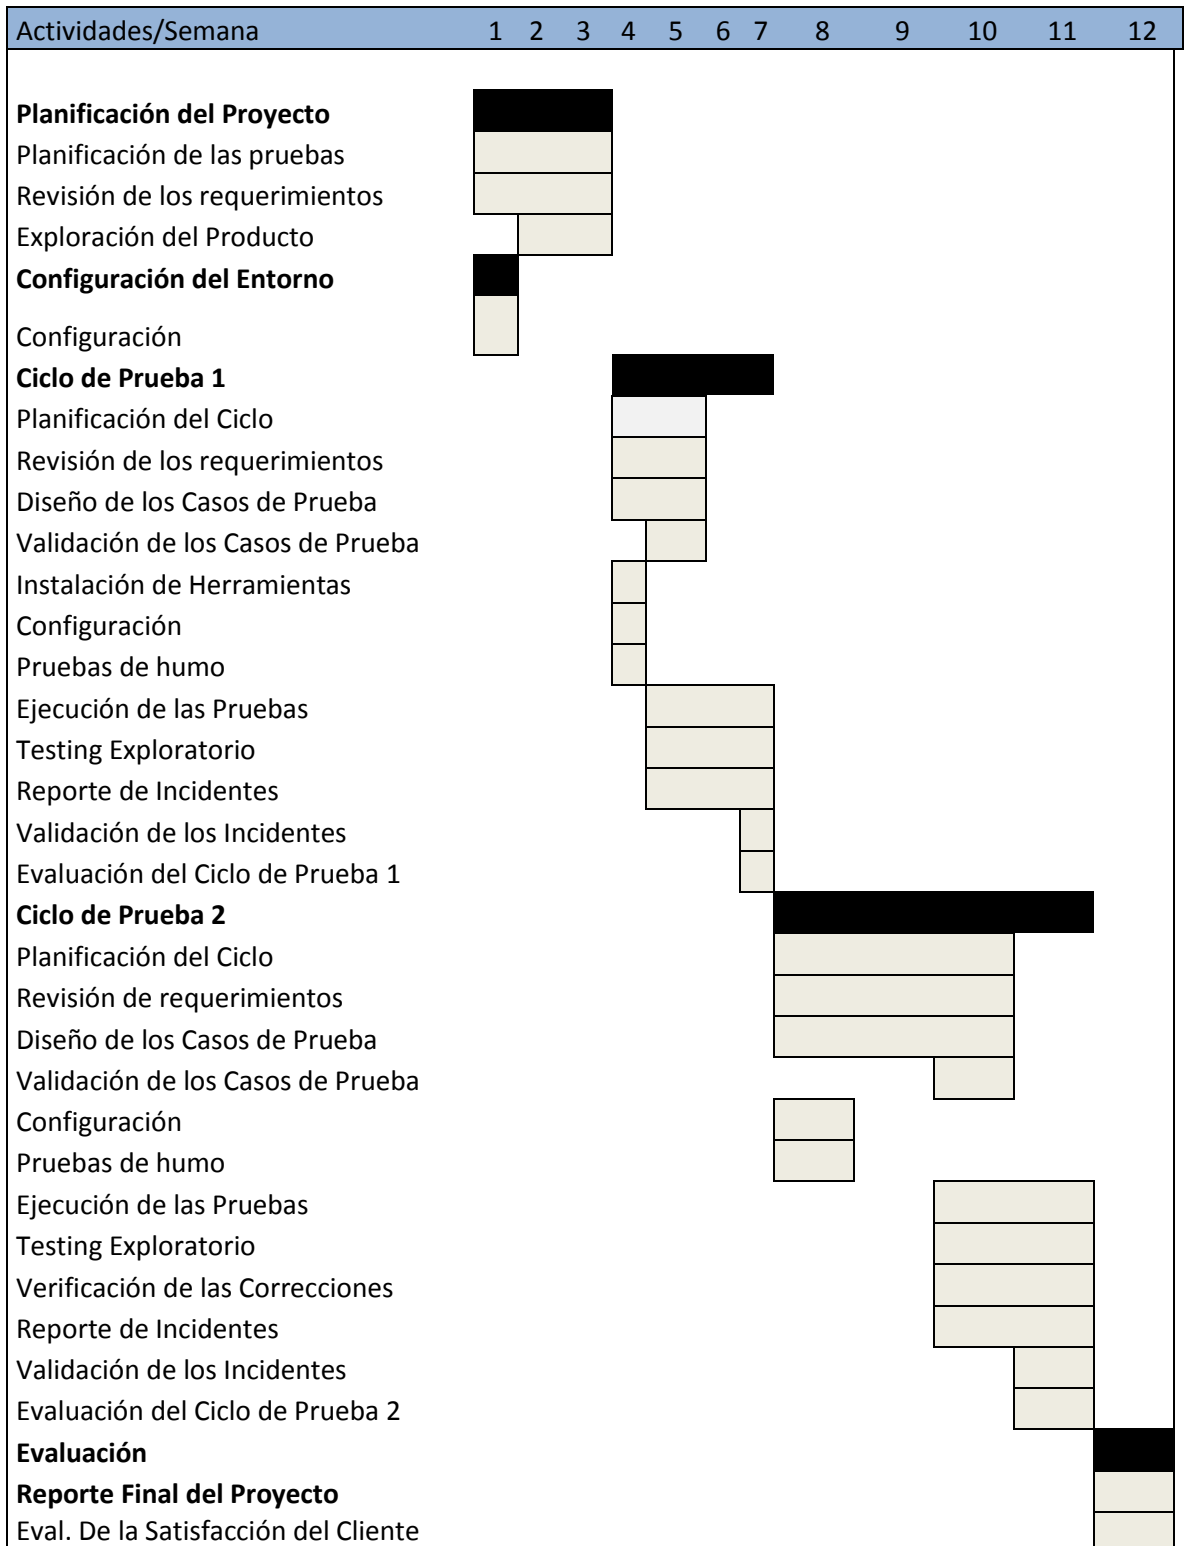 Actividades/Semana 1 2 3 4 5 6 7 8 9 10 11 12
Planificación del Proyecto
Planificación de las pruebas
Revisión de los requerimientos
Exploración del Producto
Configuración del Entorno
Configuración
Ciclo de Prueba 1
Planificación del Ciclo
Revisión de los requerimientos
Diseño de los Casos de Prueba
Validación de los Casos de Prueba
Instalación de Herramientas
Configuración
Pruebas de humo
Ejecución de las Pruebas
Testing Exploratorio
Reporte de Incidentes
Validación de los Incidentes
Evaluación del Ciclo de Prueba 1
Ciclo de Prueba 2
Planificación del Ciclo
Revisión de requerimientos
Diseño de los Casos de Prueba
Validación de los Casos de Prueba
Configuración
Pruebas de humo
Ejecución de las Pruebas
Testing Exploratorio
Verificación de las Correcciones
Reporte de Incidentes
Validación de los Incidentes
Evaluación del Ciclo de Prueba 2
Evaluación
Reporte Final del Proyecto
Eval. De la Satisfacción del Cliente